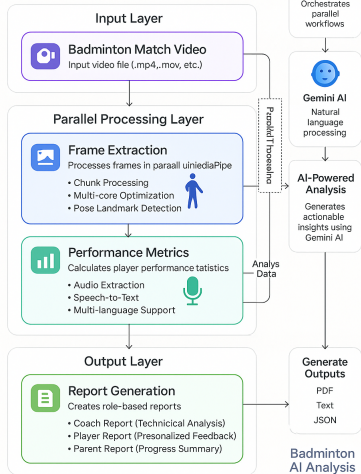 Input Layer
Badminton Match Video
Input video file (.mp4,.mov, etc.)
Parallel Processing Layer
Frame Extraction
Processes frames in paraall uiniediaPipe
• Chunk Processing
• Multi-core Optimization
• Pose Landmark Detection
Performance Metrics
Calculates player performance tatistics
• Audio Extraction
• Speech-to-Text
• Multi-language Support
Output Layer
Report Generation
Creates role-based reports
• Coach Report (Technicical Analysis)
• Player Report (Presonalized Feedback)
• Parent Report (Progress Summary)
Analys
Data
Orchestrates
parallel
workflows
Gemini AI
Natural
language
processing
AI-Powered
Analysis
Generates
actionable
insights using
Gemini AI
Generate
Outputs
PDF
Text
JSON
Badminton
AI Analysis